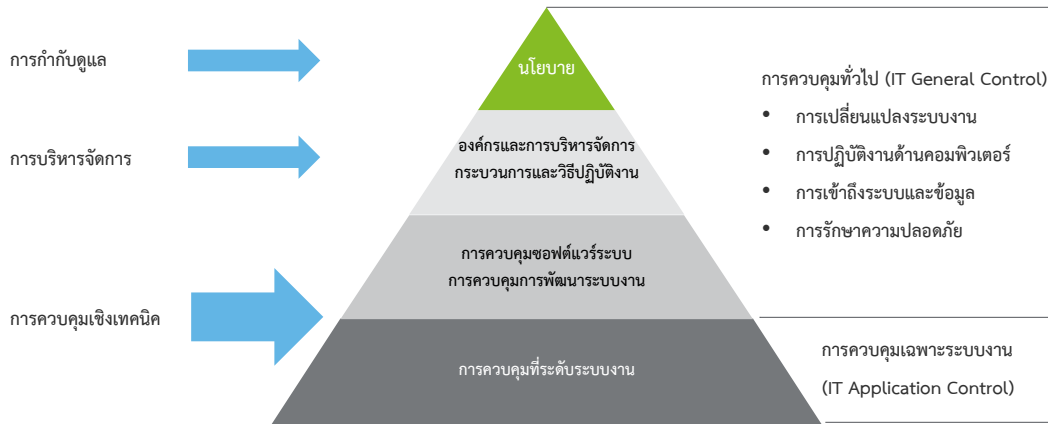 การกำกับดูแล
การบริหารจัดการ
การควบคุมเชิงเทคนิค
นโยบาย
องค์กรและการบริหารจัดการ
กระบวนการและวิธีปฏิบัติงาน
การควบคุมซอฟต์แวร์ระบบ
การควบคุมการพัฒนาระบบงาน
การควบคุมที่ระดับระบบงาน
การควบคุมทั่วไป (IT General Control)
• การเปลี่ยนแปลงระบบงาน
• การปฏิบัติงานด้านคอมพิวเตอร์
• การเข้าถึงระบบและข้อมูล
• การรักษาความปลอดภัย
การควบคุมเฉพาะระบบงาน
(IT Application Control)